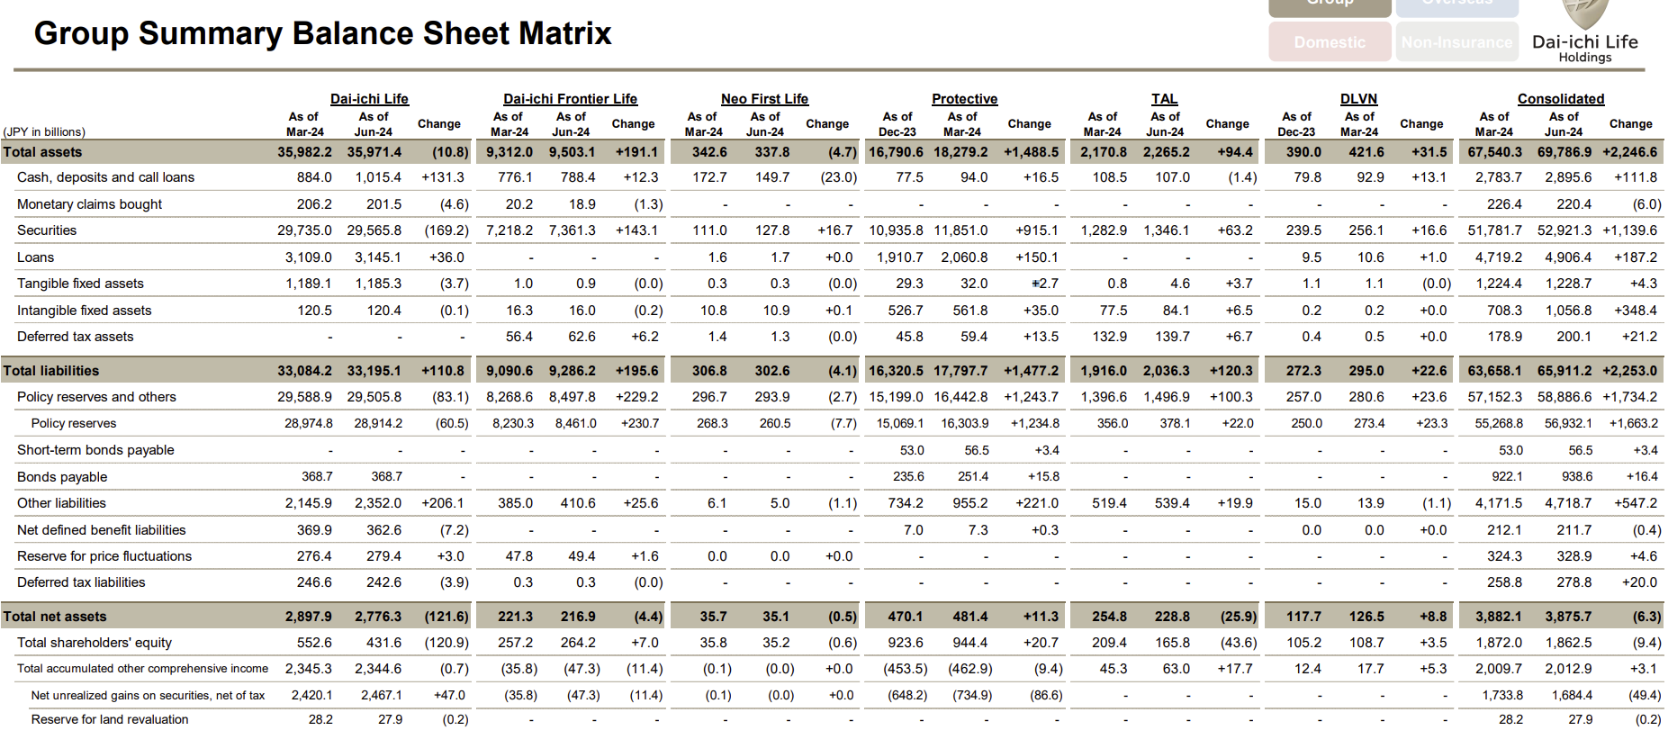 Group Overseas
Group Summary Balance Sheet Matrix
Domestic Non-Insurance Dai-ichi Life
Holdings
Dai-ichi Life Dai-ichi Frontier Life Neo First Life Protective TAL DLVN Consolidated
As of As of As of As of As of As of As of As of As of As of As of As of As of As of
(JPY in billions) Mar-24 Jun-24 Change Mar-24 Jun-24 Change Mar-24 Jun-24 Change Dec-23 Mar-24 Change Mar-24 Jun-24 Change Dec-23 Mar-24 Change Mar-24 Jun-24 Change
Total assets 35,982.2 35,971.4 (10.8) 9,312.0 9,503.1 +191.1 342.6 337.8 (4.7) 16,790.6 18,279.2 +1,488.5 2,170.8 2,265.2 +94.4 390.0 421.6 +31.5 67,540.3 69,786.9 +2,246.6
Cash, deposits and call loans 884.0 1,015.4 +131.3 776.1 788.4 +12.3 172.7 149.7 (23.0) 77.5 94.0 +16.5 108.5 107.0 (1.4) 79.8 92.9 +13.1 2,783.7 2,895.6 +111.8
Monetary claims bought 206.2 201.5 (4.6) 20.2 18.9 (1.3) - - - - - - - - - - - - 226.4 220.4 (6.0)
Securities 29,735.0 29,565.8 (169.2) 7,218.2 7,361.3 +143.1 111.0 127.8 +16.7 10,935.8 11,851.0 +915.1 1,282.9 1,346.1 +63.2 239.5 256.1 +16.6 51,781.7 52,921.3 +1,139.6
Loans 3,109.0 3,145.1 +36.0 - - - 1.6 1.7 +0.0 1,910.7 2,060.8 +150.1 - - - 9.5 10.6 +1.0 4,719.2 4,906.4 +187.2
Tangible fixed assets 1,189.1 1,185.3 (3.7) 1.0 0.9 (0.0) 0.3 0.3 (0.0) 29.3 32.0 +2.7 0.8 4.6 +3.7 1.1 1.1 (0.0) 1,224.4 1,228.7 +4.3
Intangible fixed assets 120.5 120.4 (0.1) 16.3 16.0 (0.2) 10.8 10.9 +0.1 526.7 561.8 +35.0 77.5 84.1 +6.5 0.2 0.2 +0.0 708.3 1,056.8 +348.4
Deferred tax assets - - - 56.4 62.6 +6.2 1.4 1.3 (0.0) 45.8 59.4 +13.5 132.9 139.7 +6.7 0.4 0.5 +0.0 178.9 200.1 +21.2
Total liabilities 33,084.2 33,195.1 +110.8 9,090.6 9,286.2 +195.6 306.8 302.6 (4.1) 16,320.5 17,797.7 +1,477.2 1,916.0 2,036.3 +120.3 272.3 295.0 +22.6 63,658.1 65,911.2 +2,253.0
Policy reserves and others 29,588.9 29,505.8 (83.1) 8,268.6 8,497.8 +229.2 296.7 293.9 (2.7) 15,199.0 16,442.8 +1,243.7 1,396.6 1,496.9 +100.3 257.0 280.6 +23.6 57,152.3 58,886.6 +1,734.2
Policy reserves 28,974.8 28,914.2 (60.5) 8,230.3 8,461.0 +230.7 268.3 260.5 (7.7) 15,069.1 16,303.9 +1,234.8 356.0 378.1 +22.0 250.0 273.4 +23.3 55,268.8 56,932.1 +1,663.2
Short-term bonds payable - - - - - - - - - 53.0 56.5 +3.4 - - - - - - 53.0 56.5 +3.4
Bonds payable 368.7 368.7 - - - - - - - 235.6 251.4 +15.8 - - - - - - 922.1 938.6 +16.4
Other liabilities 2,145.9 2,352.0 +206.1 385.0 410.6 +25.6 6.1 5.0 (1.1) 734.2 955.2 +221.0 519.4 539.4 +19.9 15.0 13.9 (1.1) 4,171.5 4,718.7 +547.2
Net defined benefit liabilities 369.9 362.6 (7.2) - - - - - - 7.0 7.3 +0.3 - - - 0.0 0.0 +0.0 212.1 211.7 (0.4)
Reserve for price fluctuations 276.4 279.4 +3.0 47.8 49.4 +1.6 0.0 0.0 +0.0 - - - - - - - - - 324.3 328.9 +4.6
Deferred tax liabilities 246.6 242.6 (3.9) 0.3 0.3 (0.0) - - - - - - - - - - - - 258.8 278.8 +20.0
Total net assets 2,897.9 2,776.3 (121.6) 221.3 216.9 (4.4) 35.7 35.1 (0.5) 470.1 481.4 +11.3 254.8 228.8 (25.9) 117.7 126.5 +8.8 3,882.1 3,875.7 (6.3)
Total shareholders' equity 552.6 431.6 (120.9) 257.2 264.2 +7.0 35.8 35.2 (0.6) 923.6 944.4 +20.7 209.4 165.8 (43.6) 105.2 108.7 +3.5 1,872.0 1,862.5 (9.4)
Total accumulated other comprehensive income 2,345.3 2,344.6 (0.7) (35.8) (47.3) (11.4) (0.1) (0.0) +0.0 (453.5) (462.9) (9.4) 45.3 63.0 +17.7 12.4 17.7 +5.3 2,009.7 2,012.9 +3.1
Net unrealized gains on securities, net of tax 2,420.1 2,467.1 +47.0 (35.8) (47.3) (11.4) (0.1) (0.0) +0.0 (648.2) (734.9) (86.6) - - - - - - 1,733.8 1,684.4 (49.4)
Reserve for land revaluation 28.2 27.9 (0.2) - - - - - - - - - - - - - - - 28.2 27.9 (0.2)